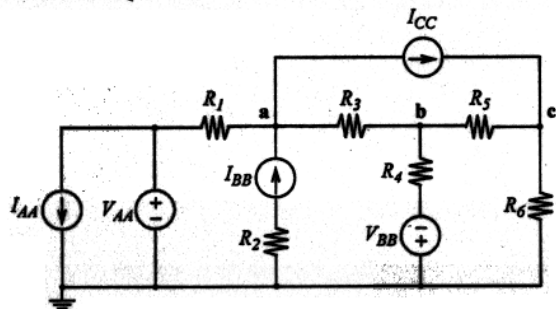 I_CC
R_1 a R_3 b R_5 c
I_BB
R_4
I_AA V_AA + −
R_2
V_BB − +
R_6